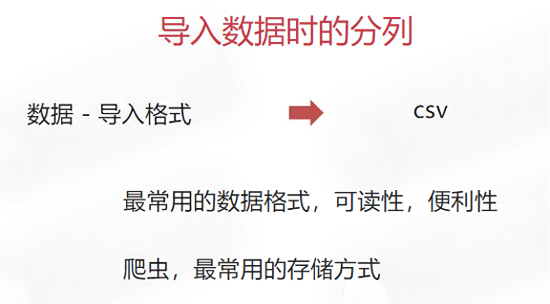 导入数据时的分列
数据 - 导入格式 csv
最常用的数据格式，可读性，便利性
爬虫，最常用的存储方式